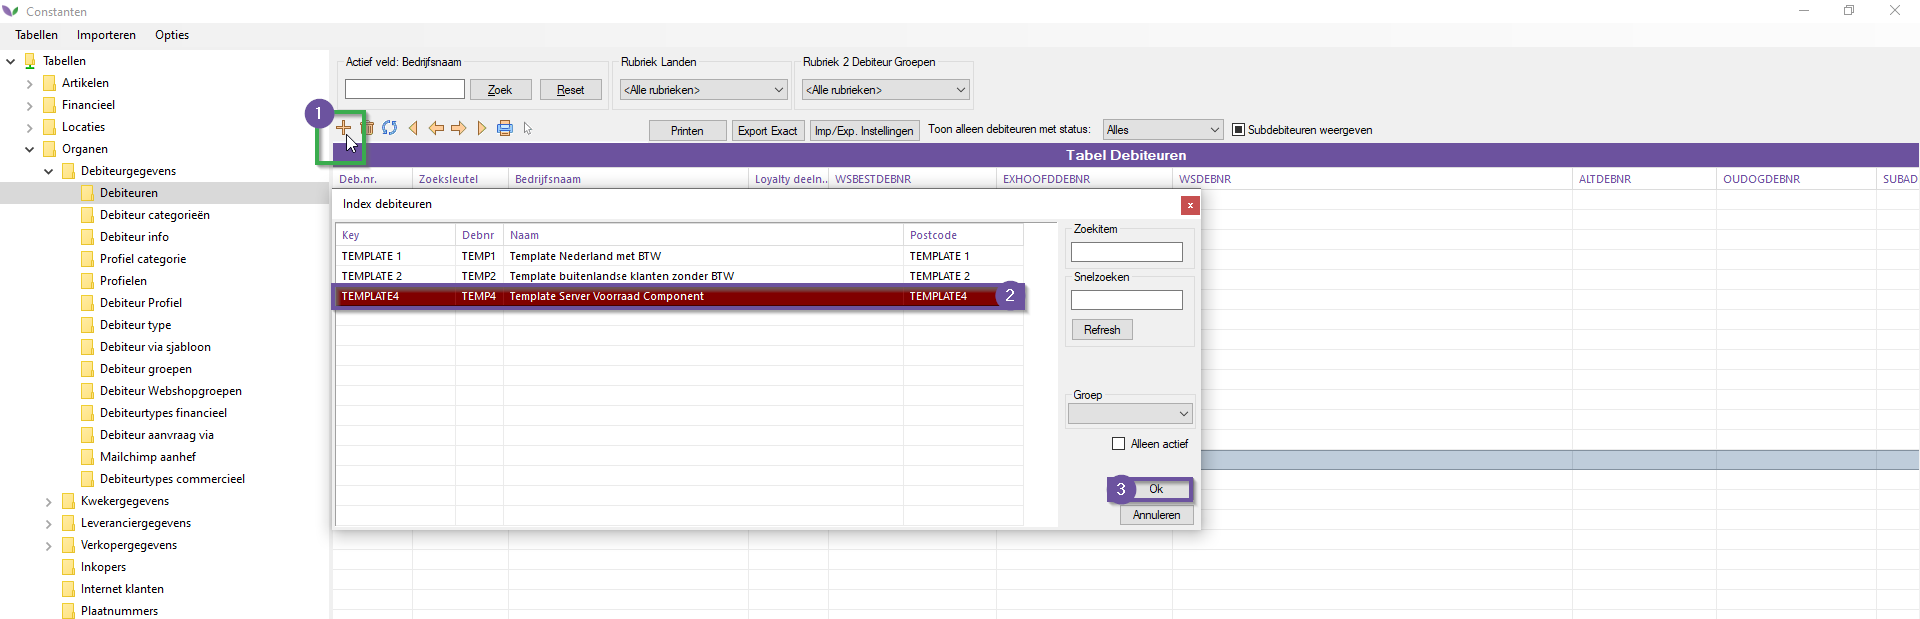 Constanten
Tabellen Importeren Opties
Tabellen
Artikelen
Financieel
Locaties
Organen
Debiteurgegevens
Debiteuren
Debiteur categorieën
Debiteur info
Profiel categorie
Profielen
Debiteur Profiel
Debiteur type
Debiteur via sjabloon
Debiteur groepen
Debiteur Webshopgroepen
Debiteurtypes financieel
Debiteur aanvraag via
Mailchimp aanhef
Debiteurtypes commercieel
Kwekergegevens
Leveranciergegevens
Verkopergegevens
Inkopers
Internet klanten
Plaatnummers
Actief veld: Bedrijfsnaam
Zoek Reset
Rubriek Landen
<Alle rubrieken>
Rubriek 2 Debiteur Groepen
<Alle rubrieken>
1
Printen Export Exact Imp/Exp. Instellingen Toon alleen debiteuren met status: Alles Subdebiteuren weergeven
Tabel Debiteuren
Deb.nr. Zoeksleutel Bedrijfsnaam Loyalty deeln.. WSBESTDEBNR EXHOOFDDEBNR WSDEBNR ALTDEBNR OUDOGDEBNR SUBAD
Index debiteuren
x
Key Debnr Naam Postcode
TEMPLATE 1 TEMP1 Template Nederland met BTW TEMPLATE 1
TEMPLATE 2 TEMP2 Template buitenlandse klanten zonder BTW TEMPLATE 2
TEMPLATE4 TEMP4 Template Server Voorraad Component TEMPLATE4 2
Zoekitem
Snelzoeken
Refresh
Groep
Alleen actief
3 Ok
Annuleren